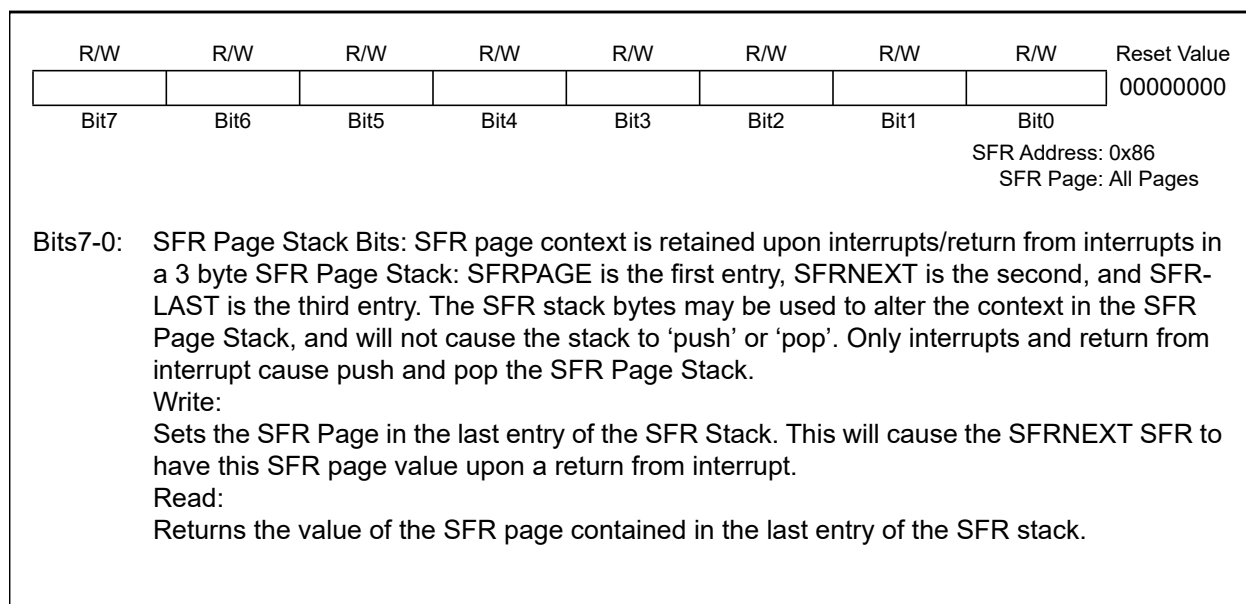 R/W R/W R/W R/W R/W R/W R/W R/W Reset Value
00000000
Bit7 Bit6 Bit5 Bit4 Bit3 Bit2 Bit1 Bit0
SFR Address: 0x86
SFR Page: All Pages
Bits7-0: SFR Page Stack Bits: SFR page context is retained upon interrupts/return from interrupts in
a 3 byte SFR Page Stack: SFRPAGE is the first entry, SFRNEXT is the second, and SFR-
LAST is the third entry. The SFR stack bytes may be used to alter the context in the SFR
Page Stack, and will not cause the stack to ‘push’ or ‘pop’. Only interrupts and return from
interrupt cause push and pop the SFR Page Stack.
Write:
Sets the SFR Page in the last entry of the SFR Stack. This will cause the SFRNEXT SFR to
have this SFR page value upon a return from interrupt.
Read:
Returns the value of the SFR page contained in the last entry of the SFR stack.